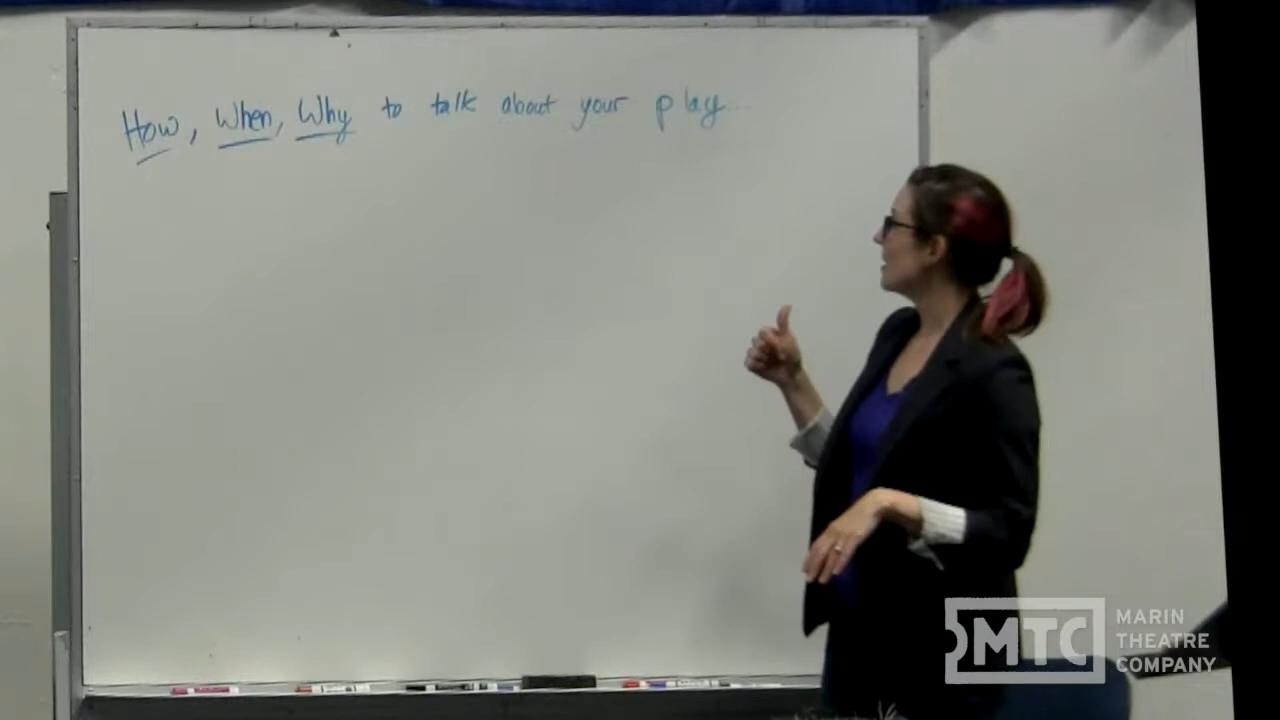 How, When, Why to talk about your play...
MTC
MARIN
THEATRE
COMPANY